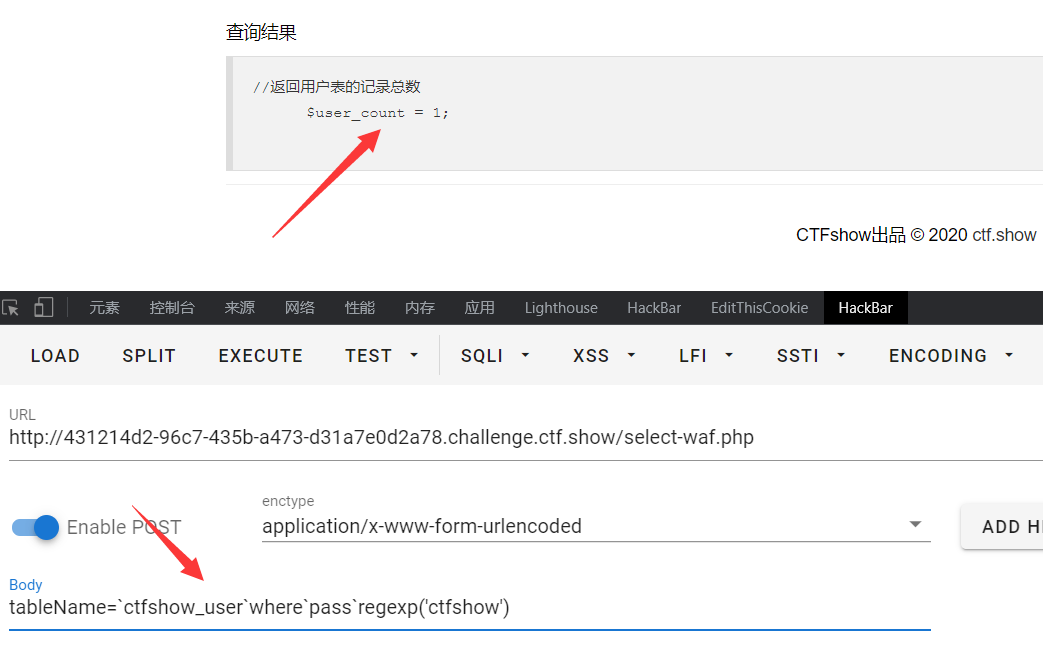 查询结果
//返回用户表的记录总数
$user_count = 1;
CTFshow出品 © 2020 ctf.show
元素 控制台 来源 网络 性能 内存 应用 Lighthouse HackBar EditThisCookie HackBar
LOAD SPLIT EXECUTE TEST SQLI XSS LFI SSTI ENCODING
URL
http://431214d2-96c7-435b-a473-d31a7e0d2a78.challenge.ctf.show/select-waf.php
enctype
Enable POST application/x-www-form-urlencoded ADD H
Body
tableName=`ctfshow_user`where`pass`regexp('ctfshow')